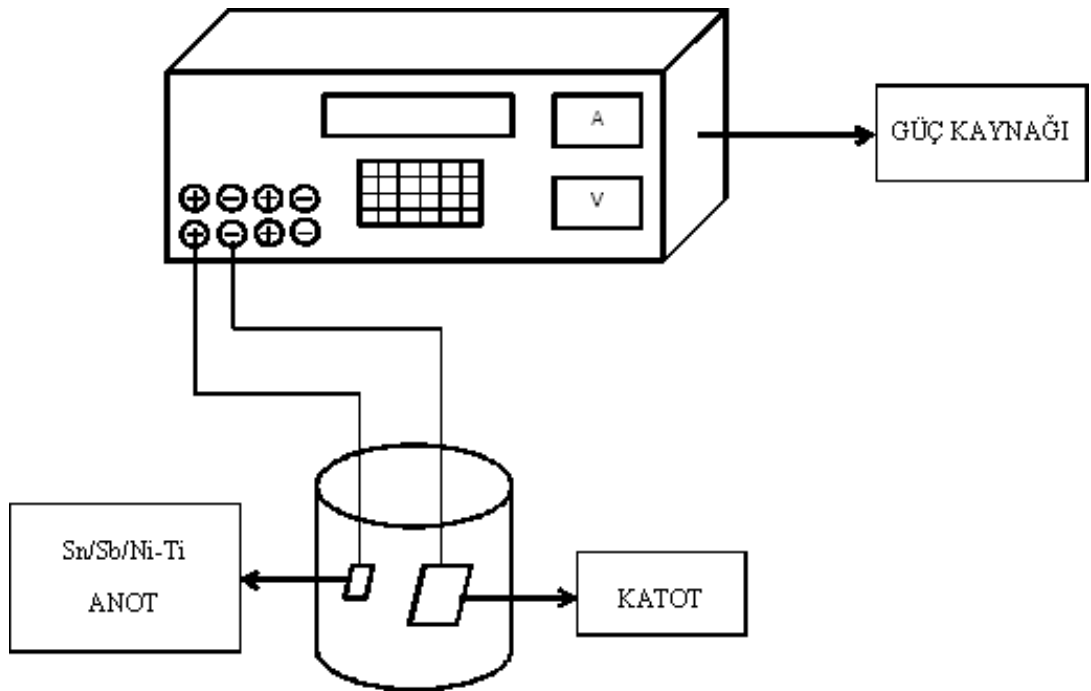 A
GÜÇ KAYNAĞI
V
+ - + -
+ - + -
Sn/Sb/Ni-Ti
ANOT
KATOT